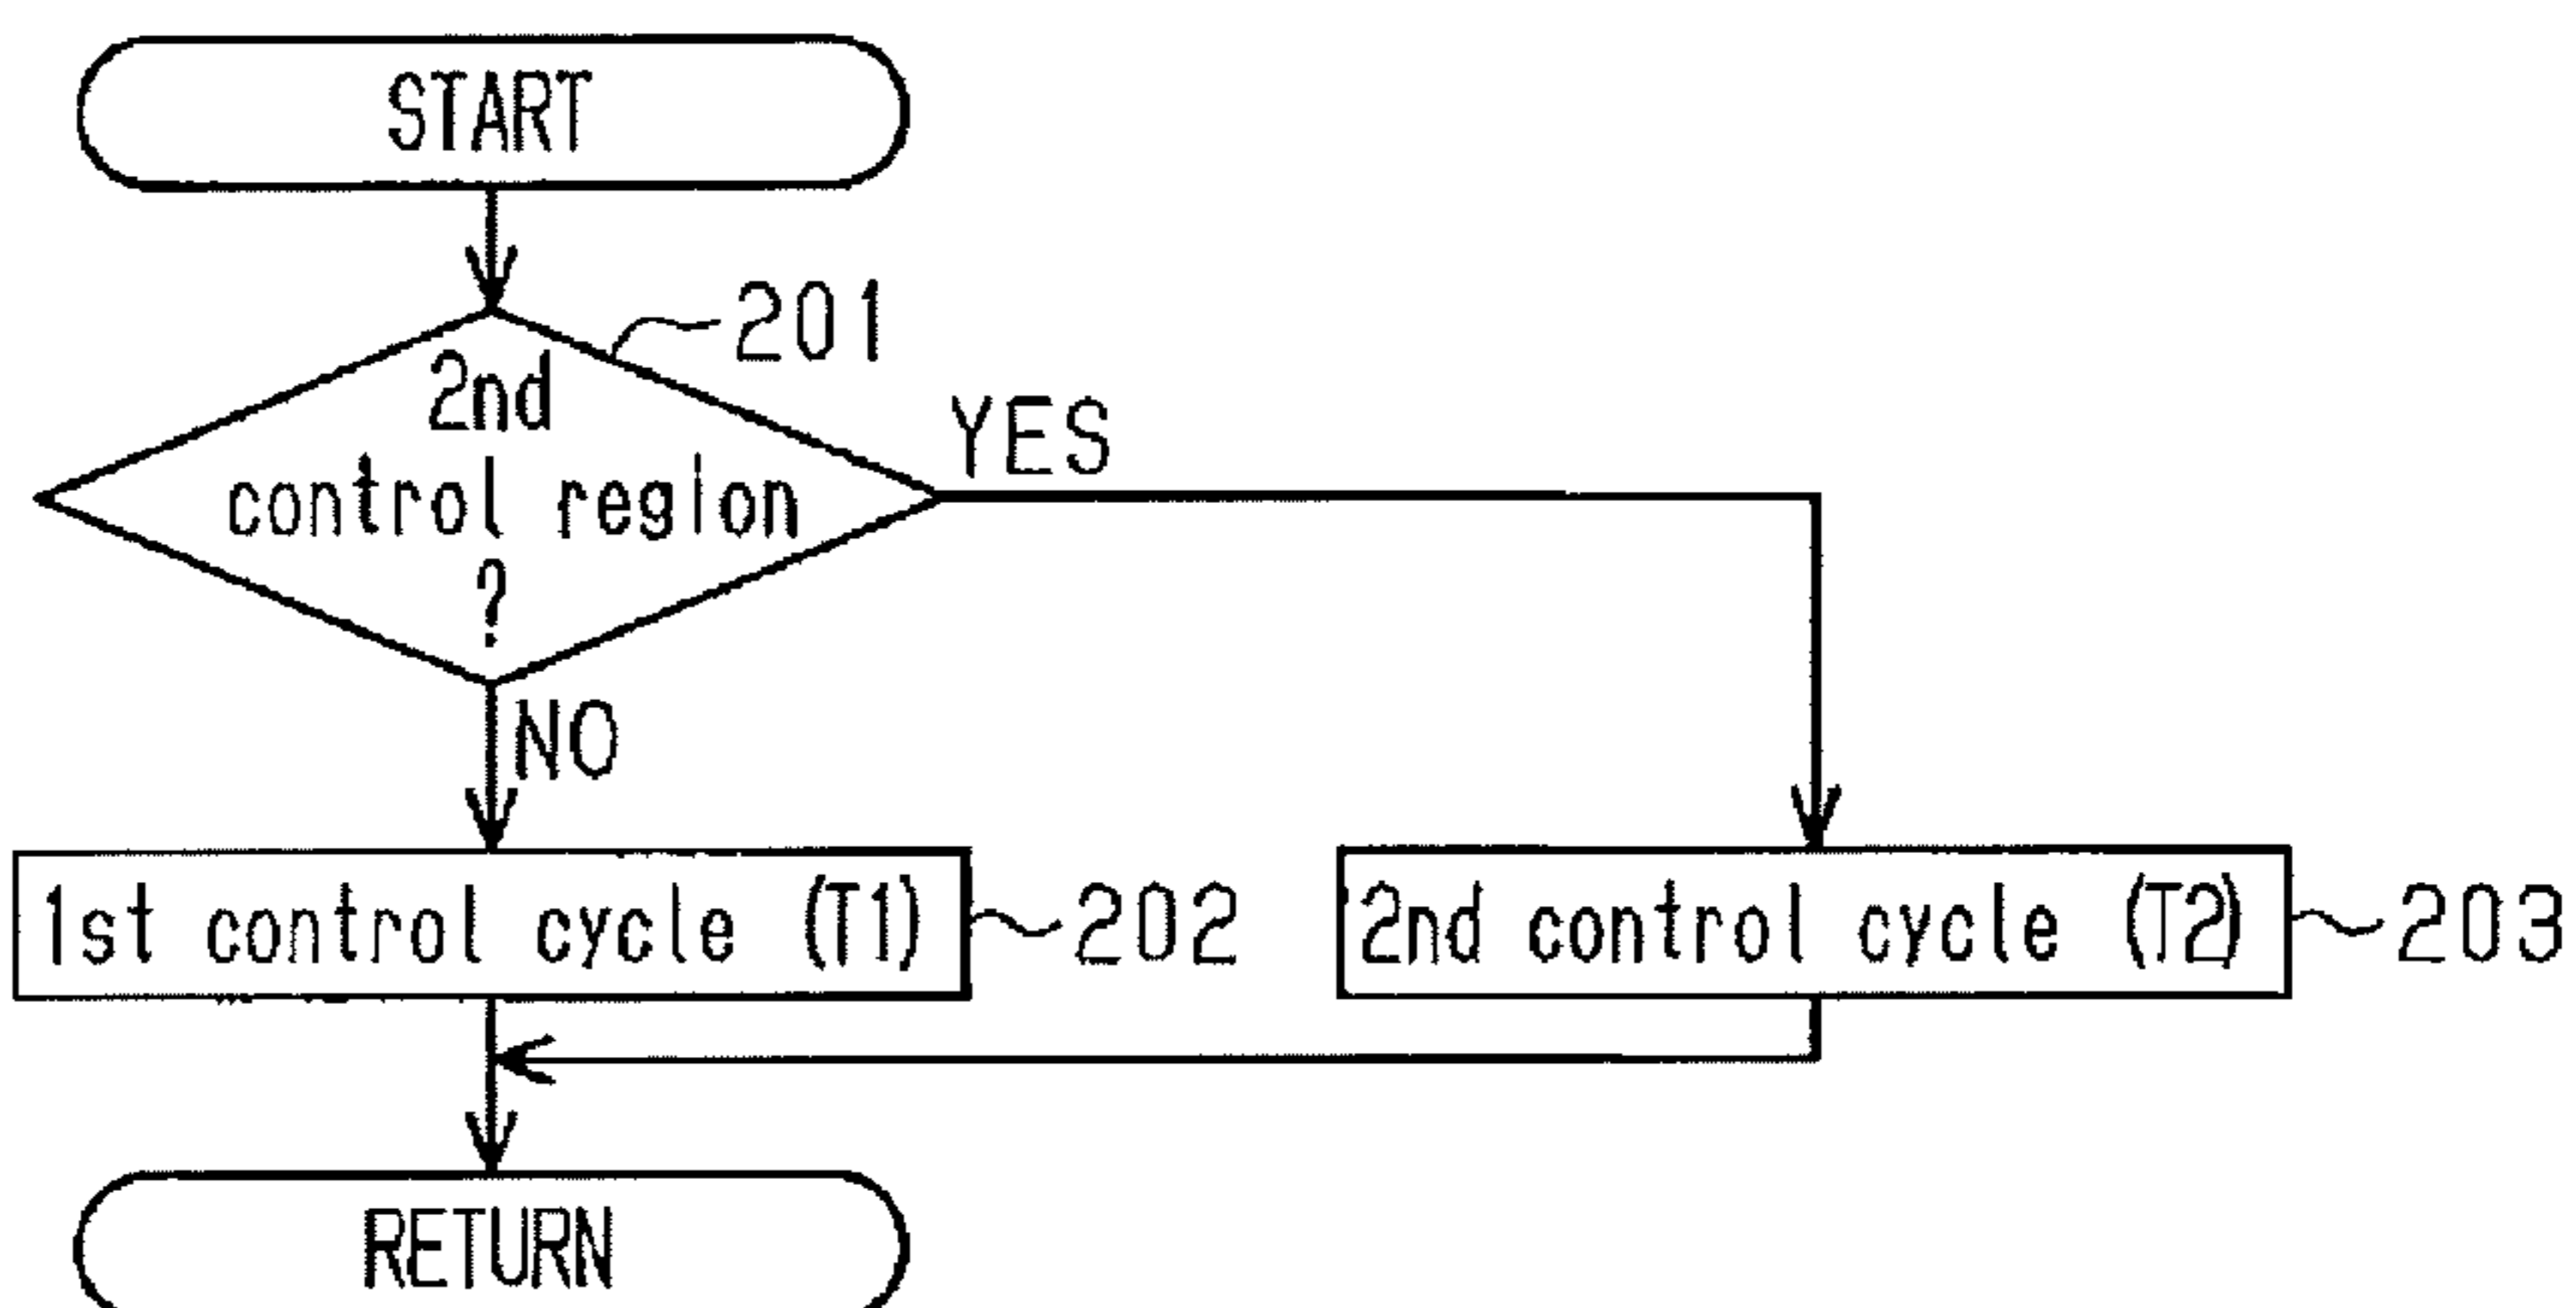 START
201
2nd
control region
?
YES
NO
1st control cycle (T1)
202
2nd control cycle (T2)
203
RETURN